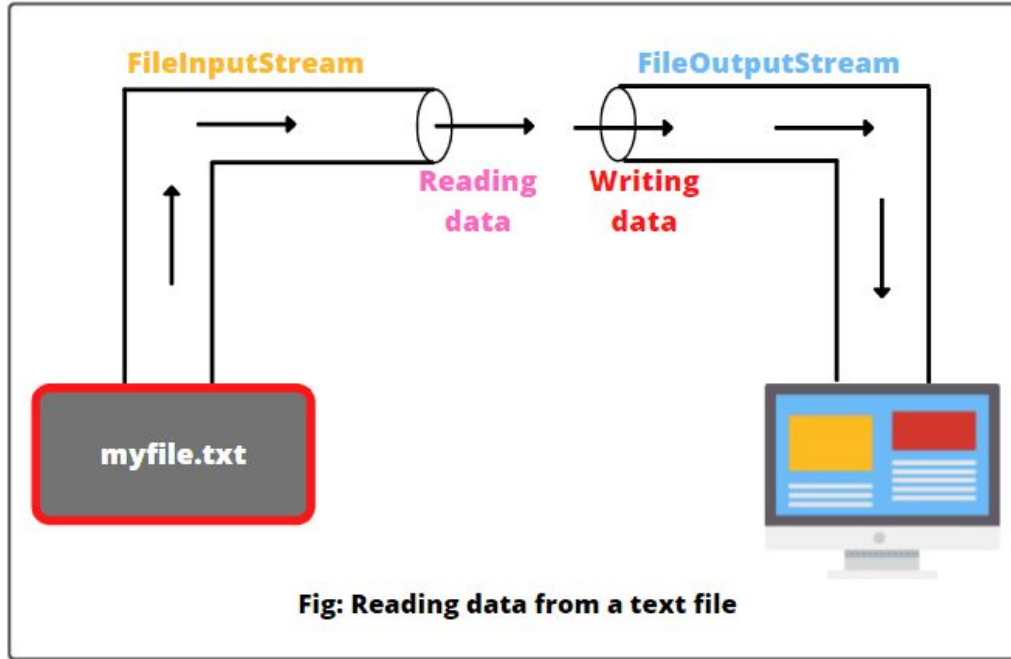 FileInputStream
FileOutputStream
Reading
data
Writing
data
myfile.txt
Fig: Reading data from a text file